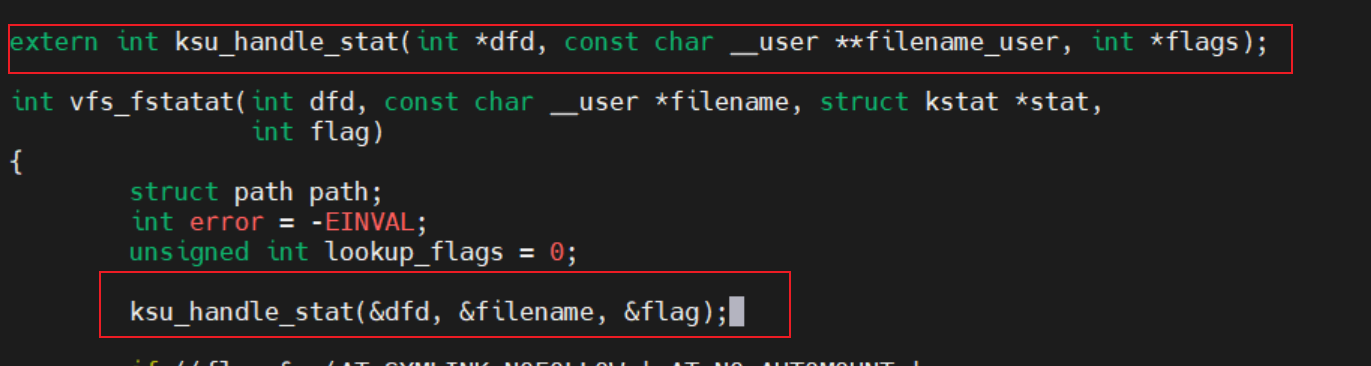 extern int ksu_handle_stat(int *dfd, const char __user **filename_user, int *flags);
int vfs_fstatat(int dfd, const char __user *filename, struct kstat *stat,
int flag)
{
struct path path;
int error = -EINVAL;
unsigned int lookup_flags = 0;
ksu_handle_stat(&dfd, &filename, &flag);